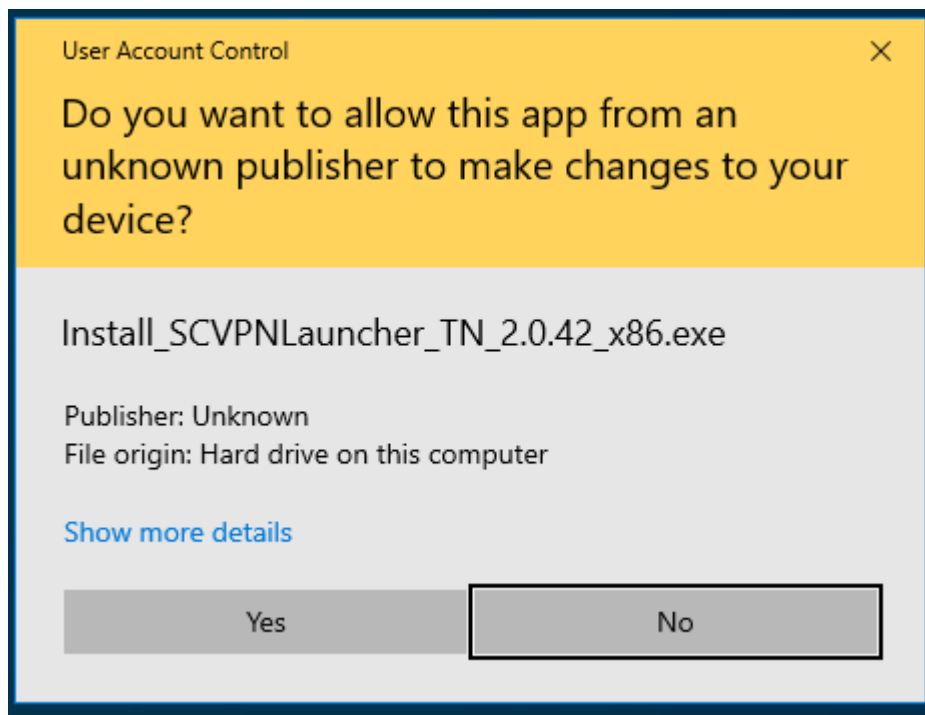 User Account Control
Do you want to allow this app from an
unknown publisher to make changes to your
device?
Install_SCVPNLauncher_TN_2.0.42_x86.exe
Publisher: Unknown
File origin: Hard drive on this computer
Show more details
Yes
No